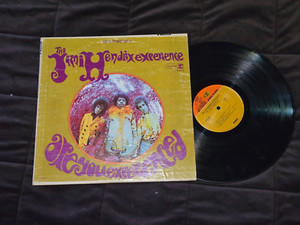 The
Jimi Hendrix experience
are you experienced